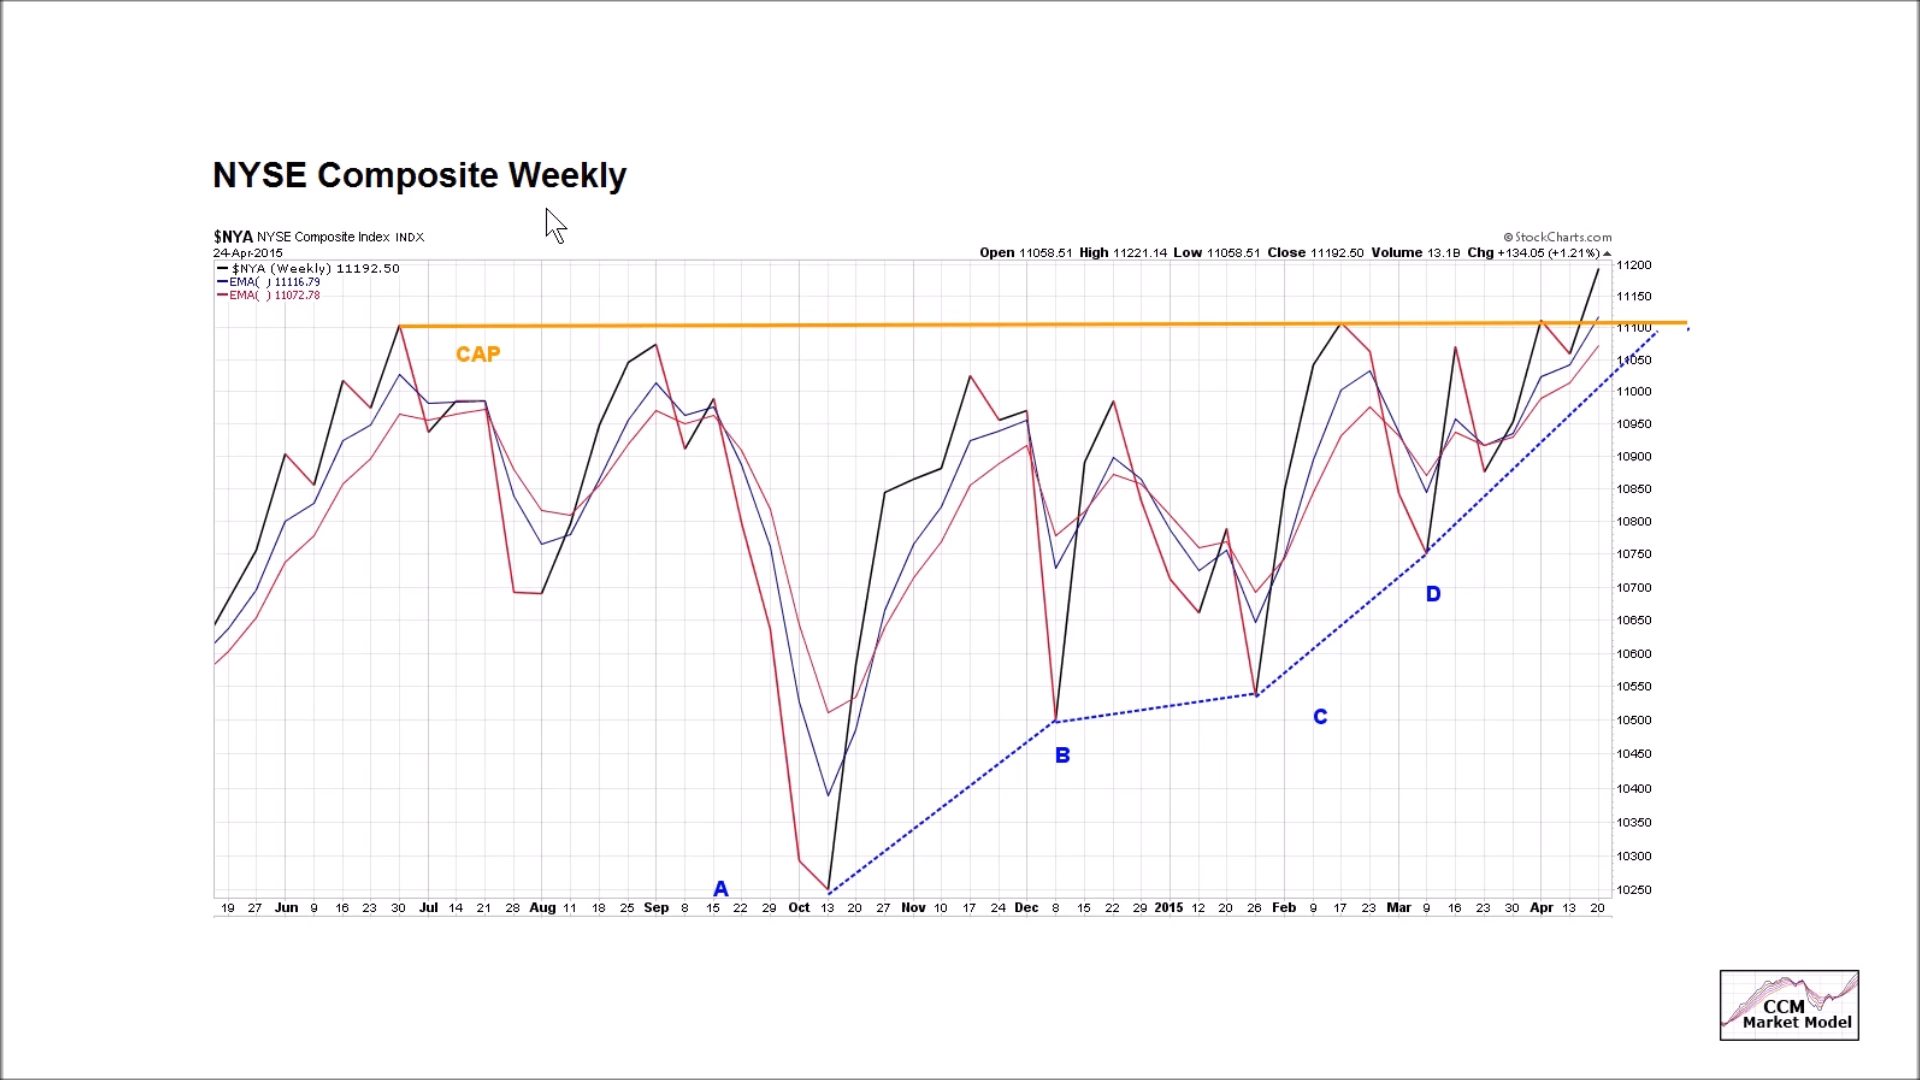 NYSE Composite Weekly
$NYA NYSE Composite Index INDX
© StockCharts.com
24-Apr-2015
Open 11058.51 High 11221.14 Low 11058.51 Close 11192.50 Volume 13.1B Chg +134.05 (+1.21%)
$NYA (Weekly) 11192.50
EMA( ) 11116.79
EMA( ) 11072.78
CAP
A
B
C
D
11200
11150
11100
11050
11000
10950
10900
10850
10800
10750
10700
10650
10600
10550
10500
10450
10400
10350
10300
10250
19 27 Jun 9 16 23 30 Jul 14 21 28 Aug 11 18 25 Sep 8 15 22 29 Oct 13 20 27 Nov 10 17 24 Dec 8 15 22 29 2015 12 20 26 Feb 9 17 23 Mar 9 16 23 30 Apr 13 20
CCM
Market Model